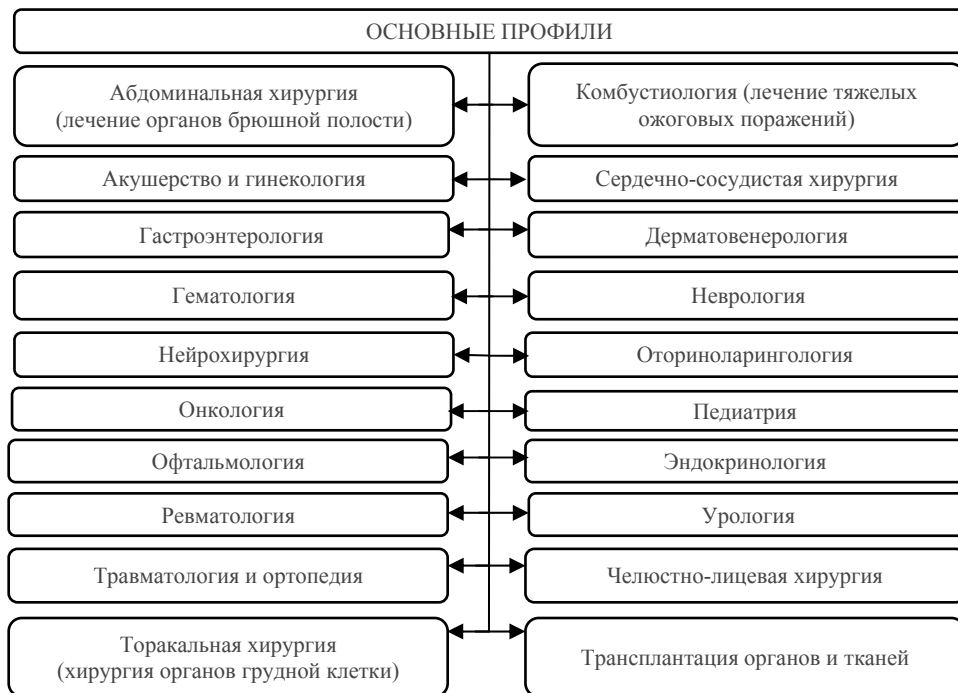 ОСНОВНЫЕ ПРОФИЛИ
Абдоминальная хирургия
(лечение органов брюшной полости)
Комбустиология (лечение тяжелых
ожоговых поражений)
Акушерство и гинекология
Сердечно-сосудистая хирургия
Гастроэнтерология
Дерматовенерология
Гематология
Неврология
Нейрохирургия
Оториноларингология
Онкология
Педиатрия
Офтальмология
Эндокринология
Ревматология
Урология
Травматология и ортопедия
Челюстно-лицевая хирургия
Торакальная хирургия
(хирургия органов грудной клетки)
Трансплантация органов и тканей